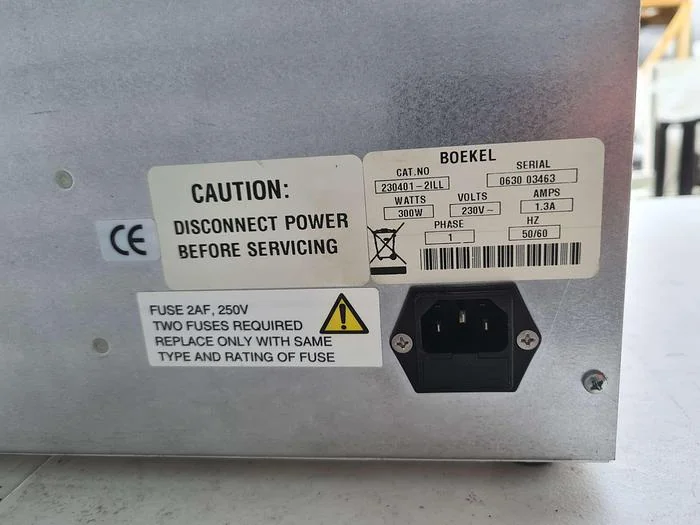 CAUTION:
DISCONNECT POWER
BEFORE SERVICING
BOEKEL
CAT.NO SERIAL
230401-2ILL 0630 03463
WATTS VOLTS AMPS
300W 230V~ 1.3A
PHASE HZ
1 50/60
CE
FUSE 2AF, 250V
TWO FUSES REQUIRED
REPLACE ONLY WITH SAME
TYPE AND RATING OF FUSE